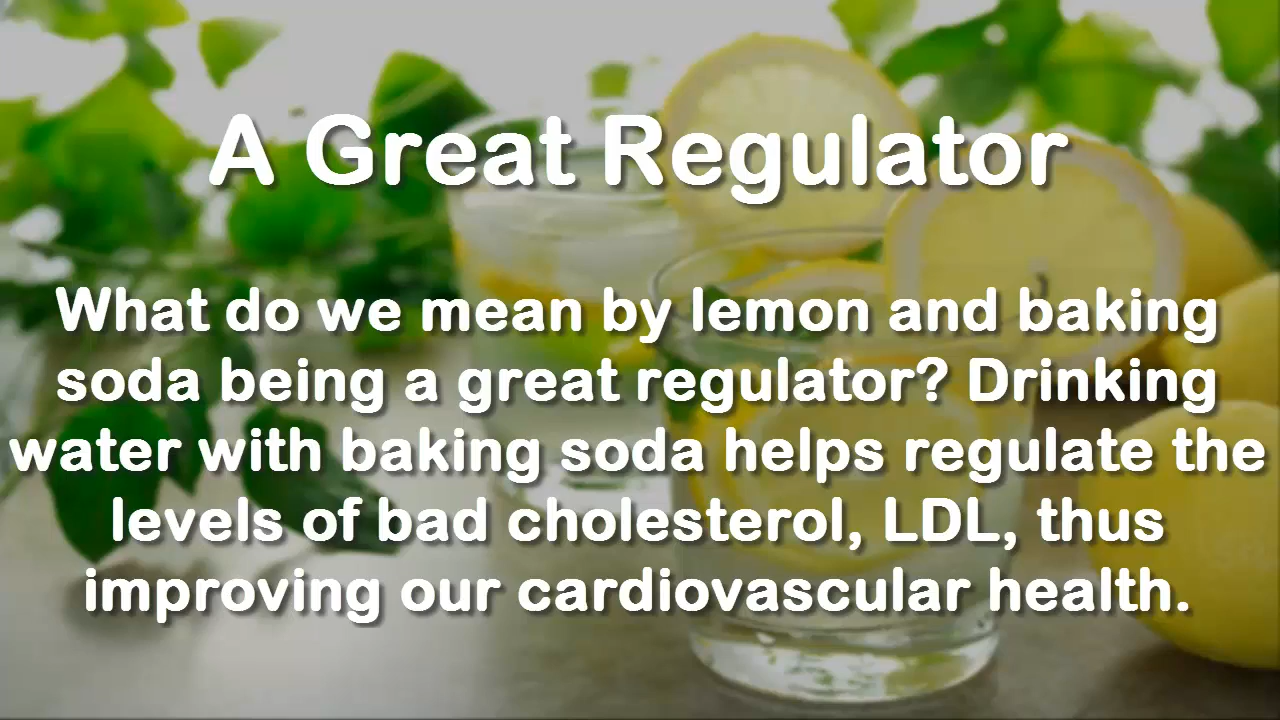 A Great Regulator
What do we mean by lemon and baking
soda being a great regulator? Drinking
water with baking soda helps regulate the
levels of bad cholesterol, LDL, thus
improving our cardiovascular health.